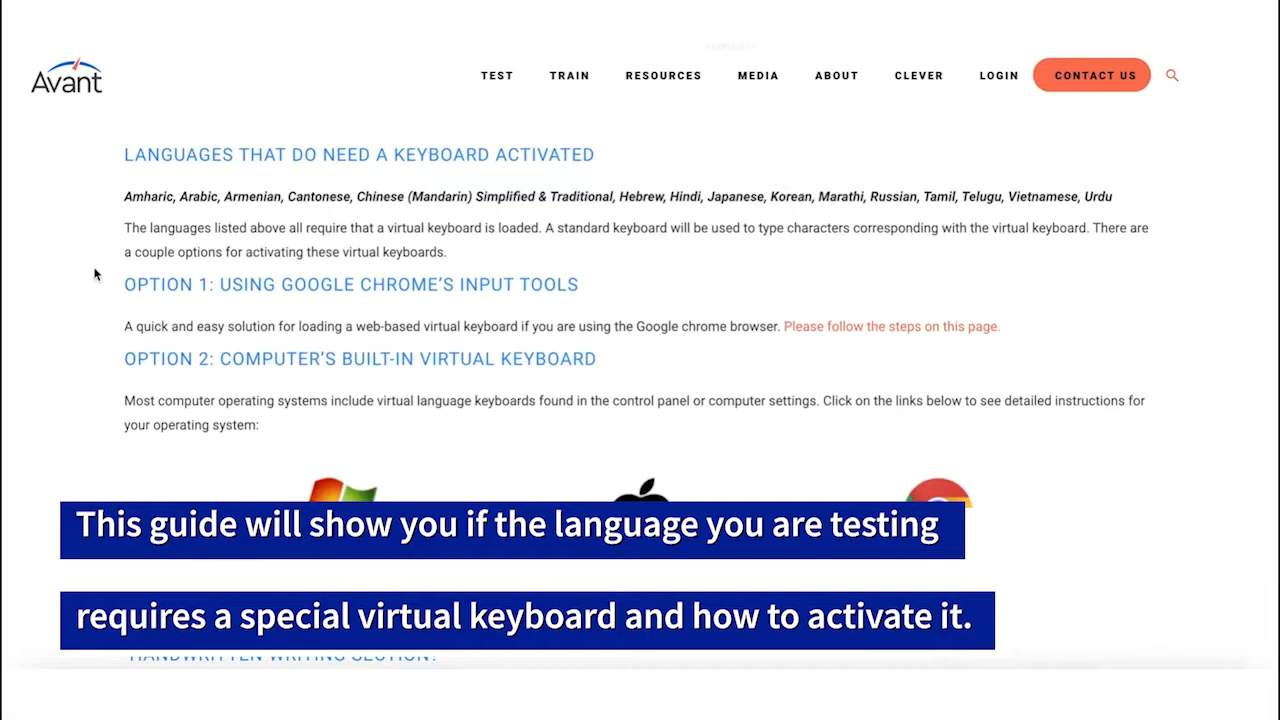 Avant
TEST TRAIN RESOURCES MEDIA ABOUT CLEVER LOGIN CONTACT US
LANGUAGES THAT DO NEED A KEYBOARD ACTIVATED
Amharic, Arabic, Armenian, Cantonese, Chinese (Mandarin) Simplified & Traditional, Hebrew, Hindi, Japanese, Korean, Marathi, Russian, Tamil, Telugu, Vietnamese, Urdu
The languages listed above all require that a virtual keyboard is loaded. A standard keyboard will be used to type characters corresponding with the virtual keyboard. There are
a couple options for activating these virtual keyboards.
OPTION 1: USING GOOGLE CHROME’S INPUT TOOLS
A quick and easy solution for loading a web-based virtual keyboard if you are using the Google chrome browser. Please follow the steps on this page.
OPTION 2: COMPUTER’S BUILT-IN VIRTUAL KEYBOARD
Most computer operating systems include virtual language keyboards found in the control panel or computer settings. Click on the links below to see detailed instructions for
your operating system:
This guide will show you if the language you are testing
requires a special virtual keyboard and how to activate it.
HANDWRITTEN WRITING SECTION?